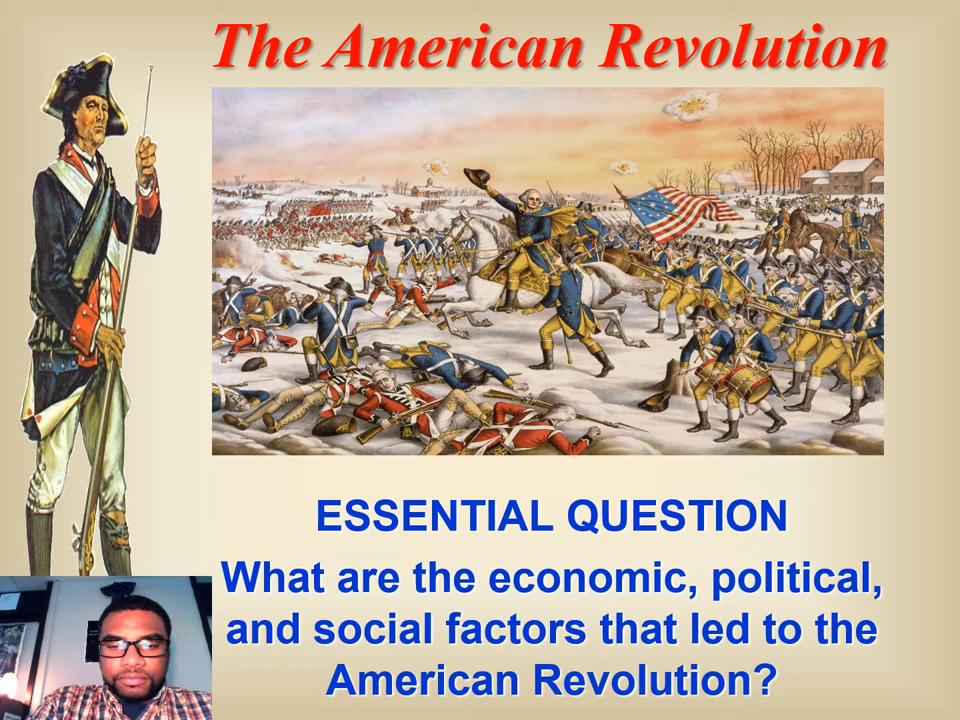 The American Revolution
ESSENTIAL QUESTION
What are the economic, political,
and social factors that led to the
American Revolution?